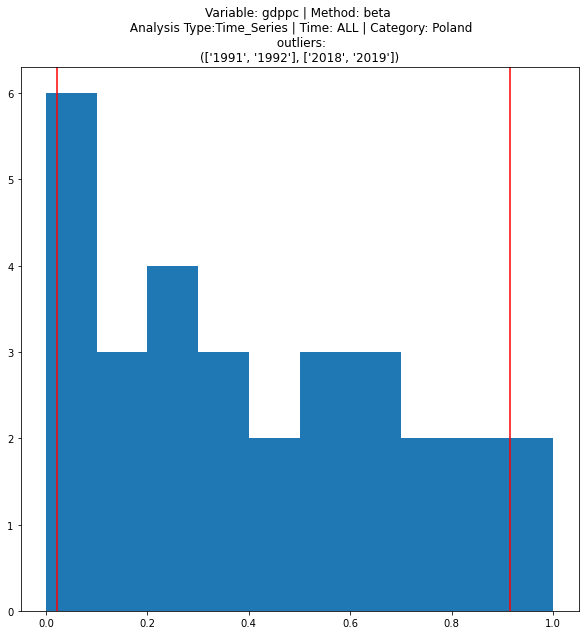 Variable: gdppc | Method: beta
Analysis Type:Time_Series | Time: ALL | Category: Poland
outliers:
(['1991', '1992'], ['2018', '2019'])
6
5
4
3
2
1
0
0.0 0.2 0.4 0.6 0.8 1.0